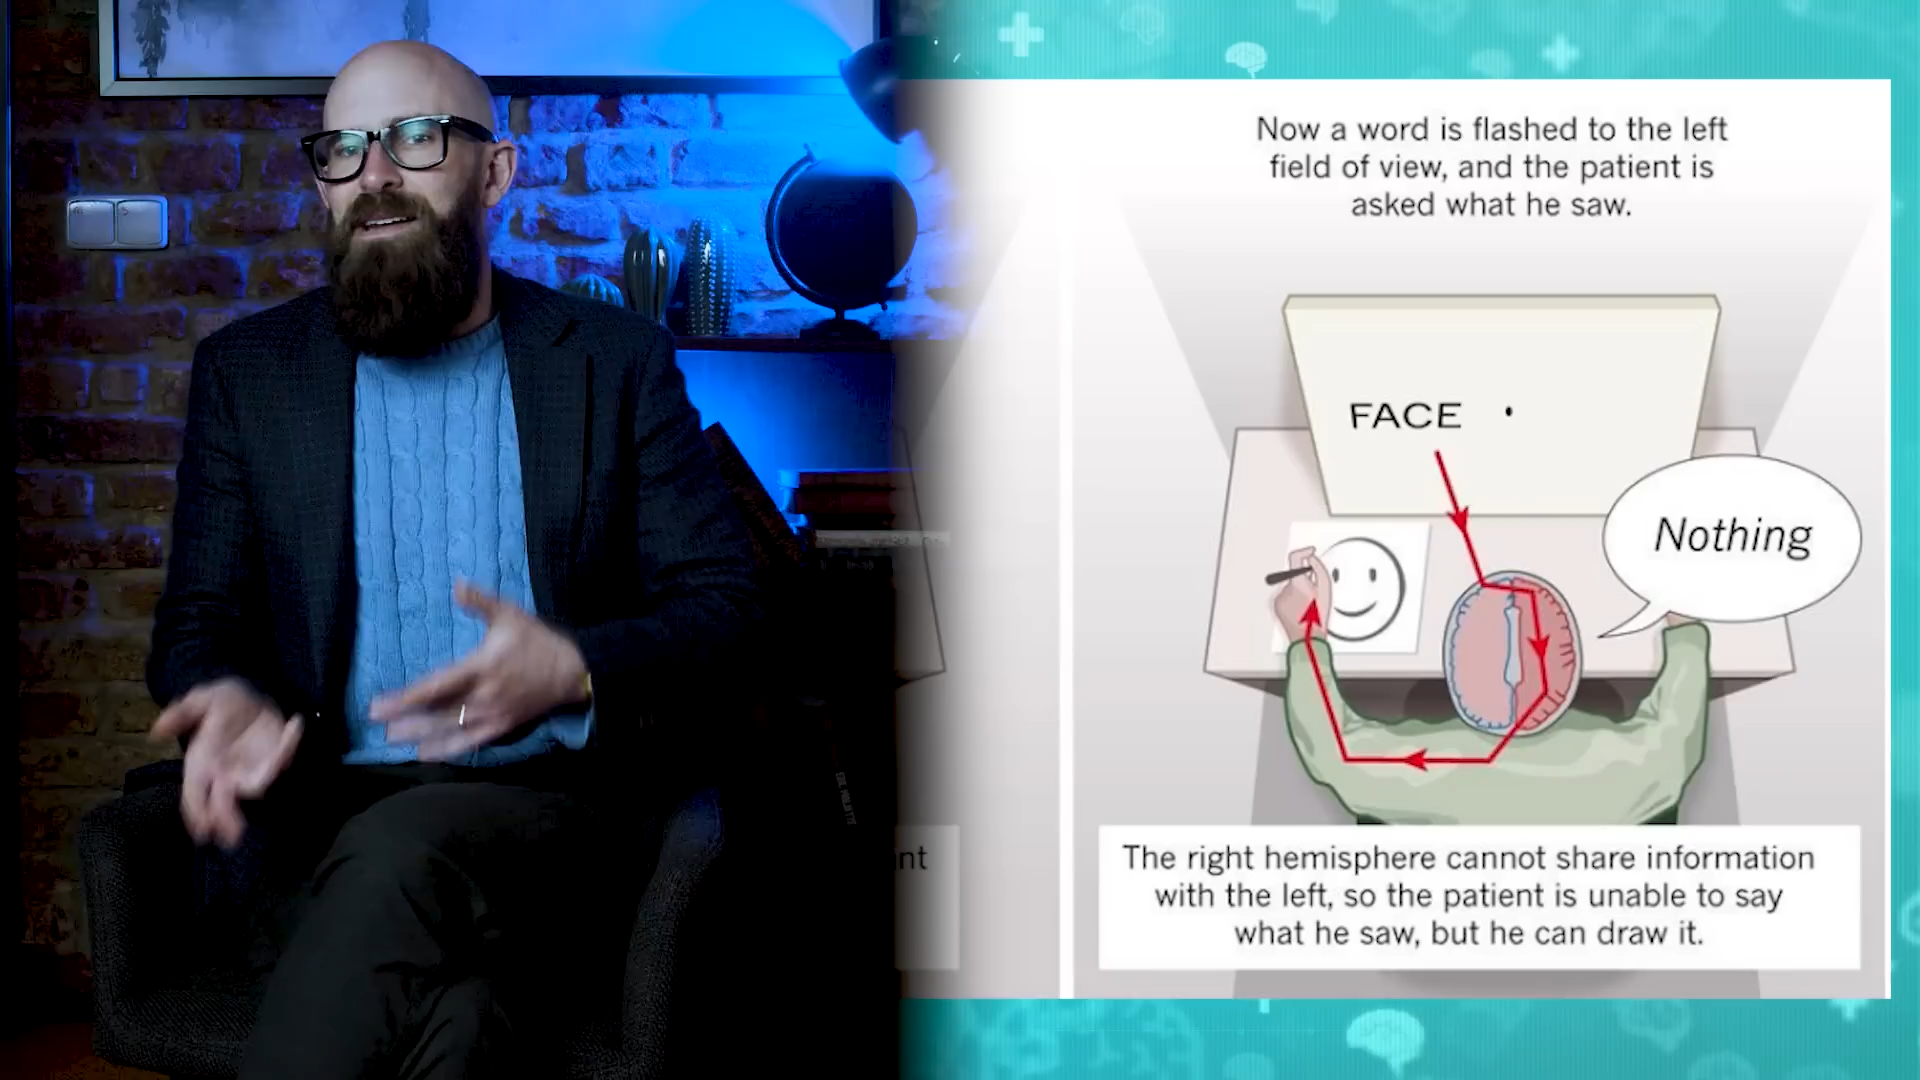 Now a word is flashed to the left
field of view, and the patient is
asked what he saw.
FACE
Nothing
nt
The right hemisphere cannot share information
with the left, so the patient is unable to say
what he saw, but he can draw it.